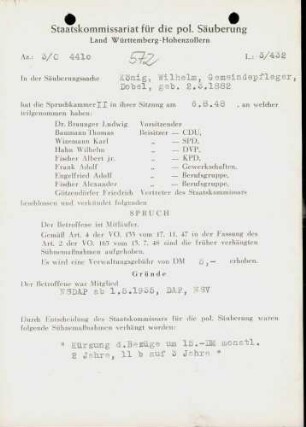 Staatskommissariat für die pol. Säuberung
Land Württemberg-Hohenzollern
Az.: 3/C 4410 572 L: 3/432
In der Säuberungssache König, Wilhelm, Gemeindepfleger,
Dobel, geb. 2.3.1882
hat die Spruchkammer II in ihrer Sitzung am 6.8.48, an welcher
teilgenommen haben:
Dr. Ludwig Vorsitzender
Baumann Thomas Beisitzer — CDU,
Wizemann Karl „ — SPD,
Hahn Wilhelm „ — DVP,
Fischer Albert jr. „ — KPD,
Frank Adolf „ — Gewerkschaften,
Engelfried Adolf „ — Berufsgruppe,
Fischer Alexander „ — Berufsgruppe,
Götzendörfer Friedrich Vertreter des Staatskommissars
beschlossen und verkündet folgenden
SPRUCH
Der Betroffene ist Mitläufer.
Gemäß Art. 4 der VO. 133 vom 17. 11. 47 in der Fassung des
Art. 2 der VO. 165 vom 13. 7. 48 sind die früher verhängten
Sühnemaßnahmen aufgehoben.
Es wird eine Verwaltungsgebühr von DM 5,— erhoben.
Gründe
Der Betroffene war Mitglied
NSDAP ab 1.5.1935, DAF, NSV
Durch Entscheidung des Staatskommissars für die pol. Säuberung waren
folgende Sühnemaßnahmen verhängt worden:
" Kürzung d.Bezüge um 15.-DM monatl.
2 Jahre, 11 b auf 3 Jahre "